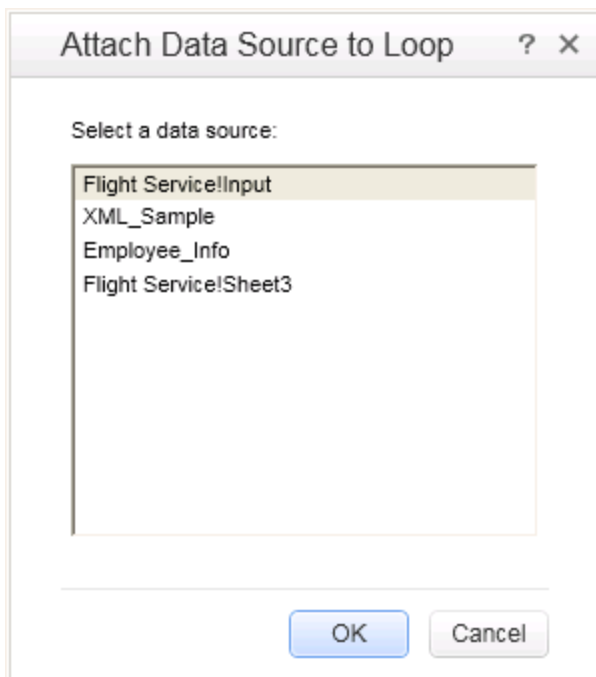 Attach Data Source to Loop ? ×
Select a data source:
Flight Service!Input
XML_Sample
Employee_Info
Flight Service!Sheet3
OK Cancel